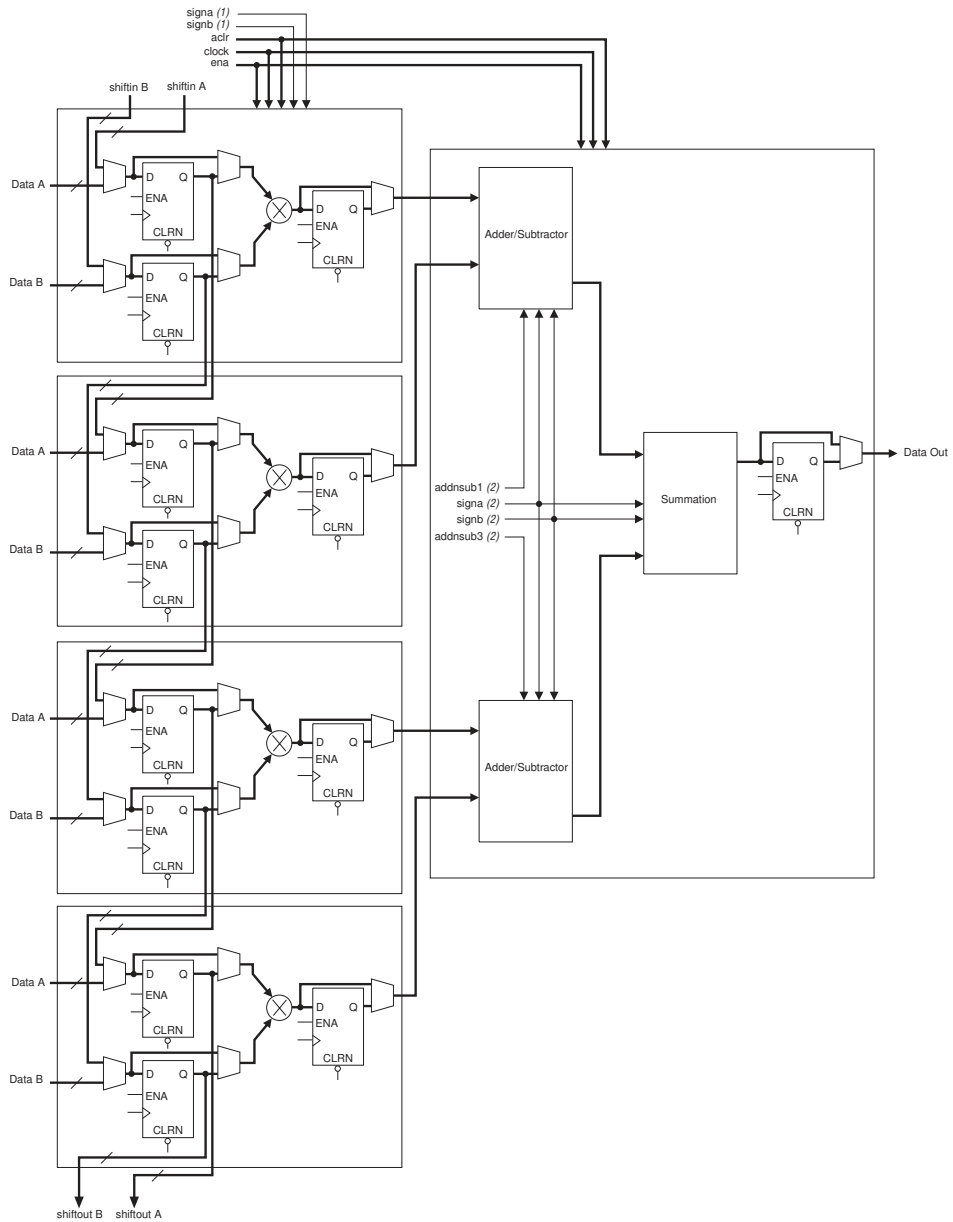 signa (1)
signb (1)
aclr
clock
ena
shiftin B
shiftin A
Data A
D Q
ENA
CLRN
D Q
ENA
CLRN
Data B
D Q
ENA
CLRN
Adder/Subtractor
Data A
D Q
ENA
CLRN
D Q
ENA
CLRN
Data B
D Q
ENA
CLRN
addnsub1 (2)
signa (2)
signb (2)
addnsub3 (2)
Summation
D Q
ENA
CLRN
Data Out
Data A
D Q
ENA
CLRN
D Q
ENA
CLRN
Data B
D Q
ENA
CLRN
Adder/Subtractor
Data A
D Q
ENA
CLRN
D Q
ENA
CLRN
Data B
D Q
ENA
CLRN
shiftout B
shiftout A